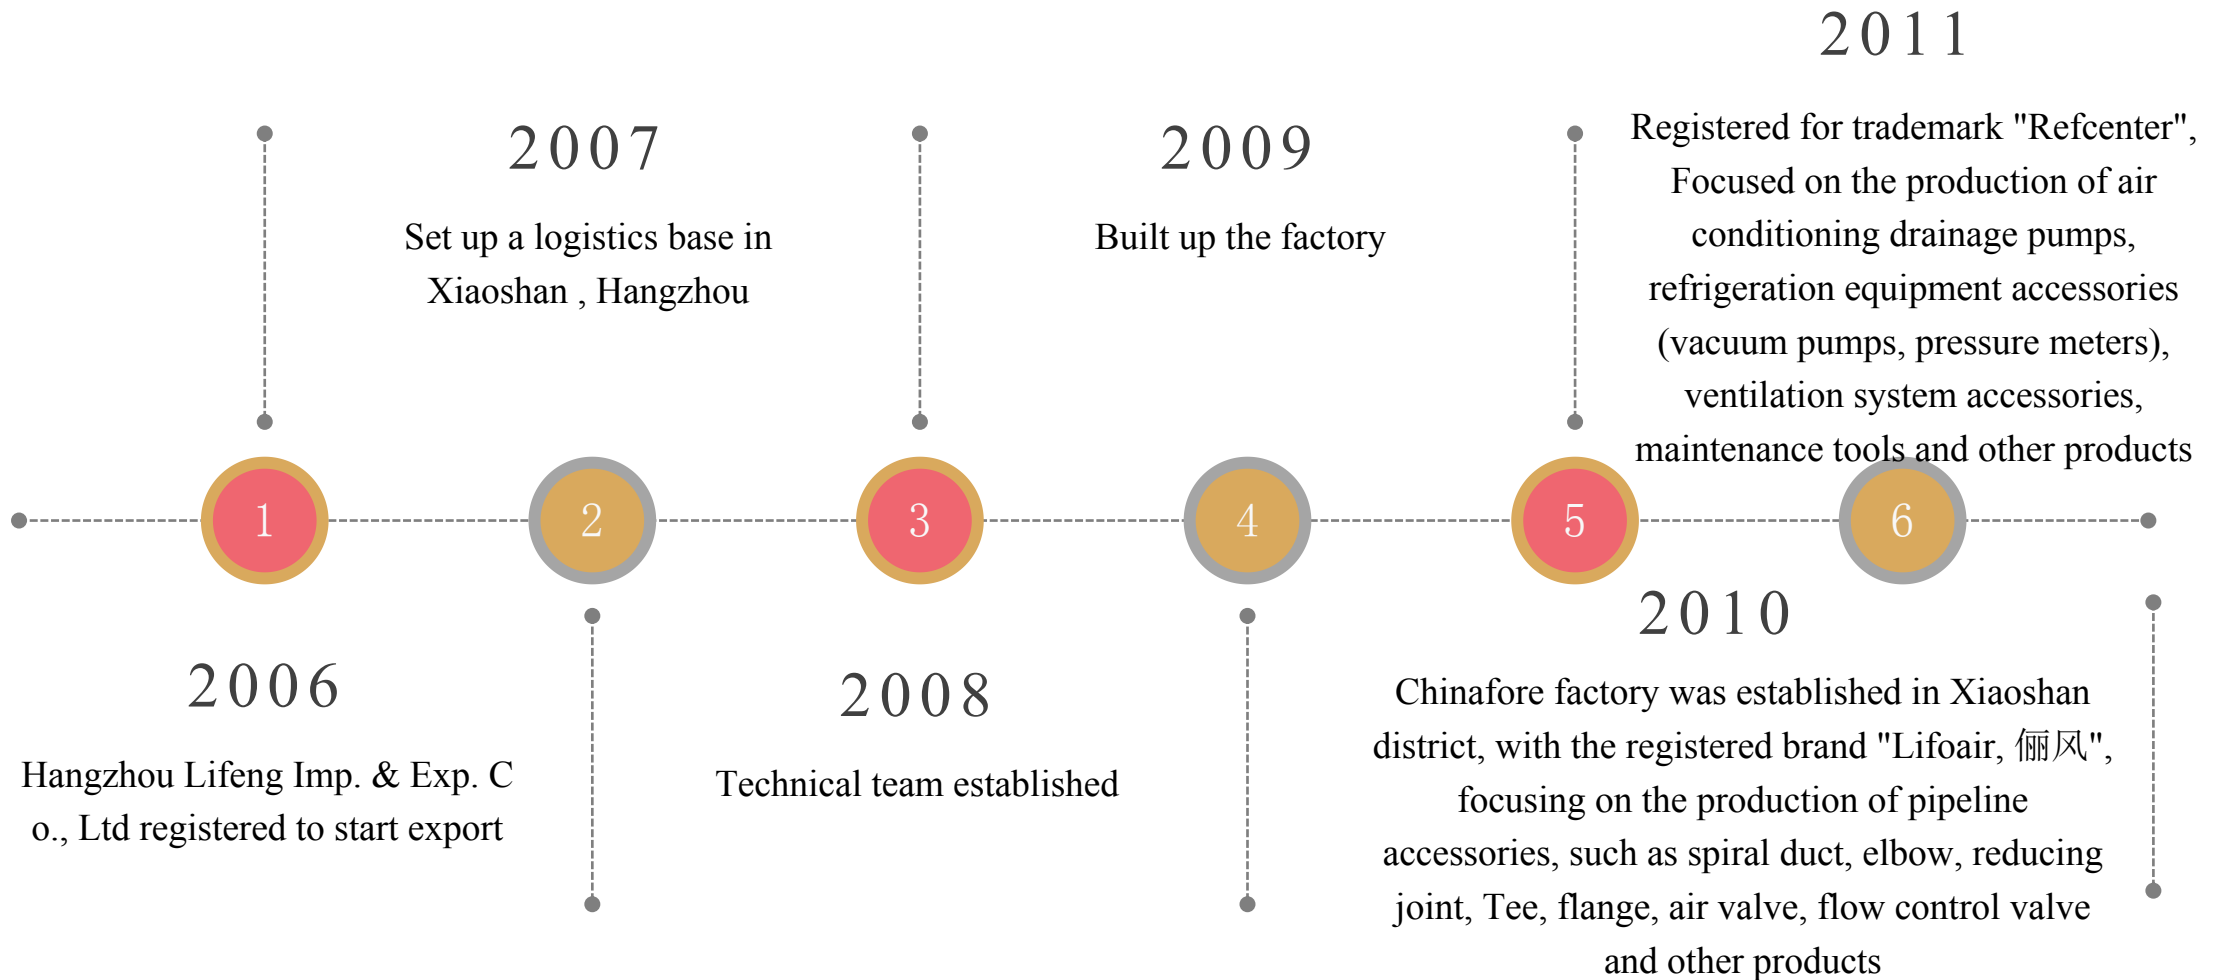 2006
Hangzhou Lifeng Imp. & Exp. C
o., Ltd registered to start export
1
2007
Set up a logistics base in
Xiaoshan , Hangzhou
2
2008
Technical team established
3
2009
Built up the factory
4
2010
Chinafore factory was established in Xiaoshan
district, with the registered brand "Lifoair, 俪风",
focusing on the production of pipeline
accessories, such as spiral duct, elbow, reducing
joint, Tee, flange, air valve, flow control valve
and other products
5
2011
Registered for trademark "Refcenter",
Focused on the production of air
conditioning drainage pumps,
refrigeration equipment accessories
(vacuum pumps, pressure meters),
ventilation system accessories,
maintenance tools and other products
6